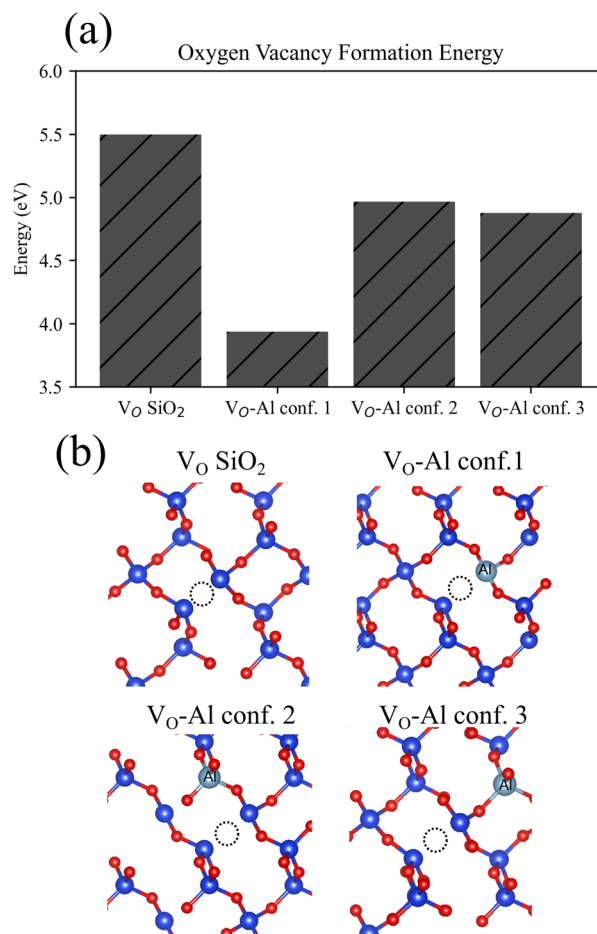 (a)
Oxygen Vacancy Formation Energy
6.0
5.5
5.0
4.5
4.0
3.5
Energy (eV)
V_O SiO₂
V_O-Al conf. 1
V_O-Al conf. 2
V_O-Al conf. 3
(b)
V_O SiO₂
V_O-Al conf.1
Al
V_O-Al conf. 2
V_O-Al conf. 3
Al
Al